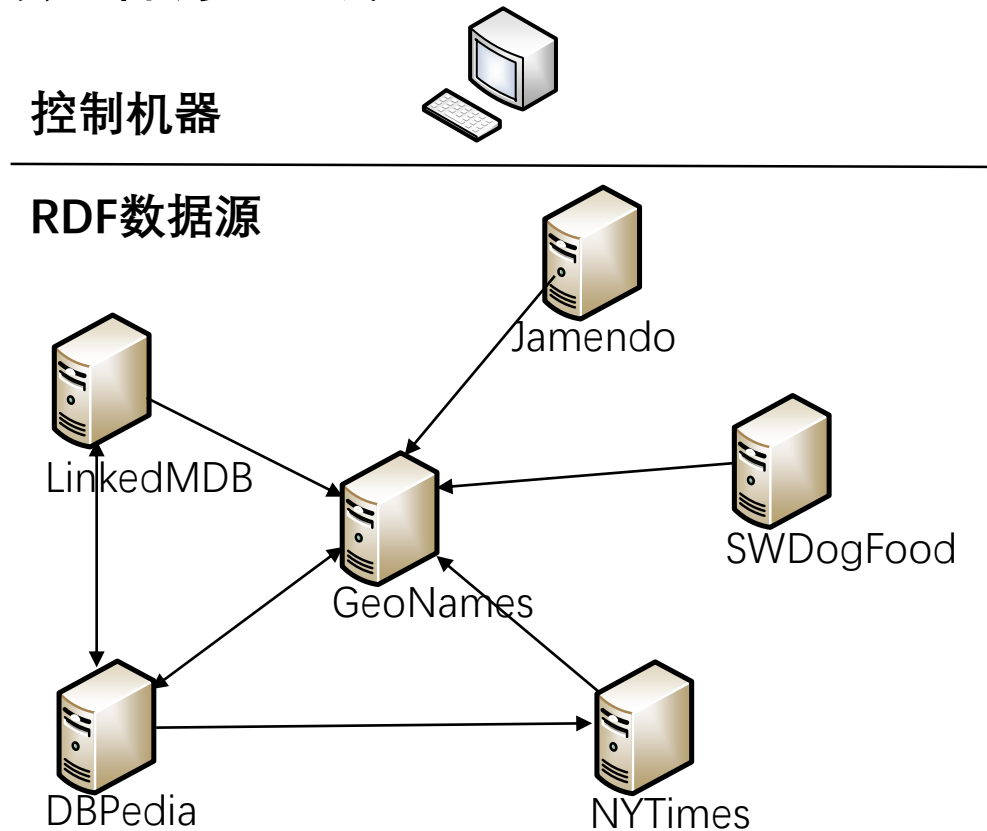 控制机器
RDF数据源
Jamendo
LinkedMDB
SWDogFood
GeoNames
DBPedia
NYTimes